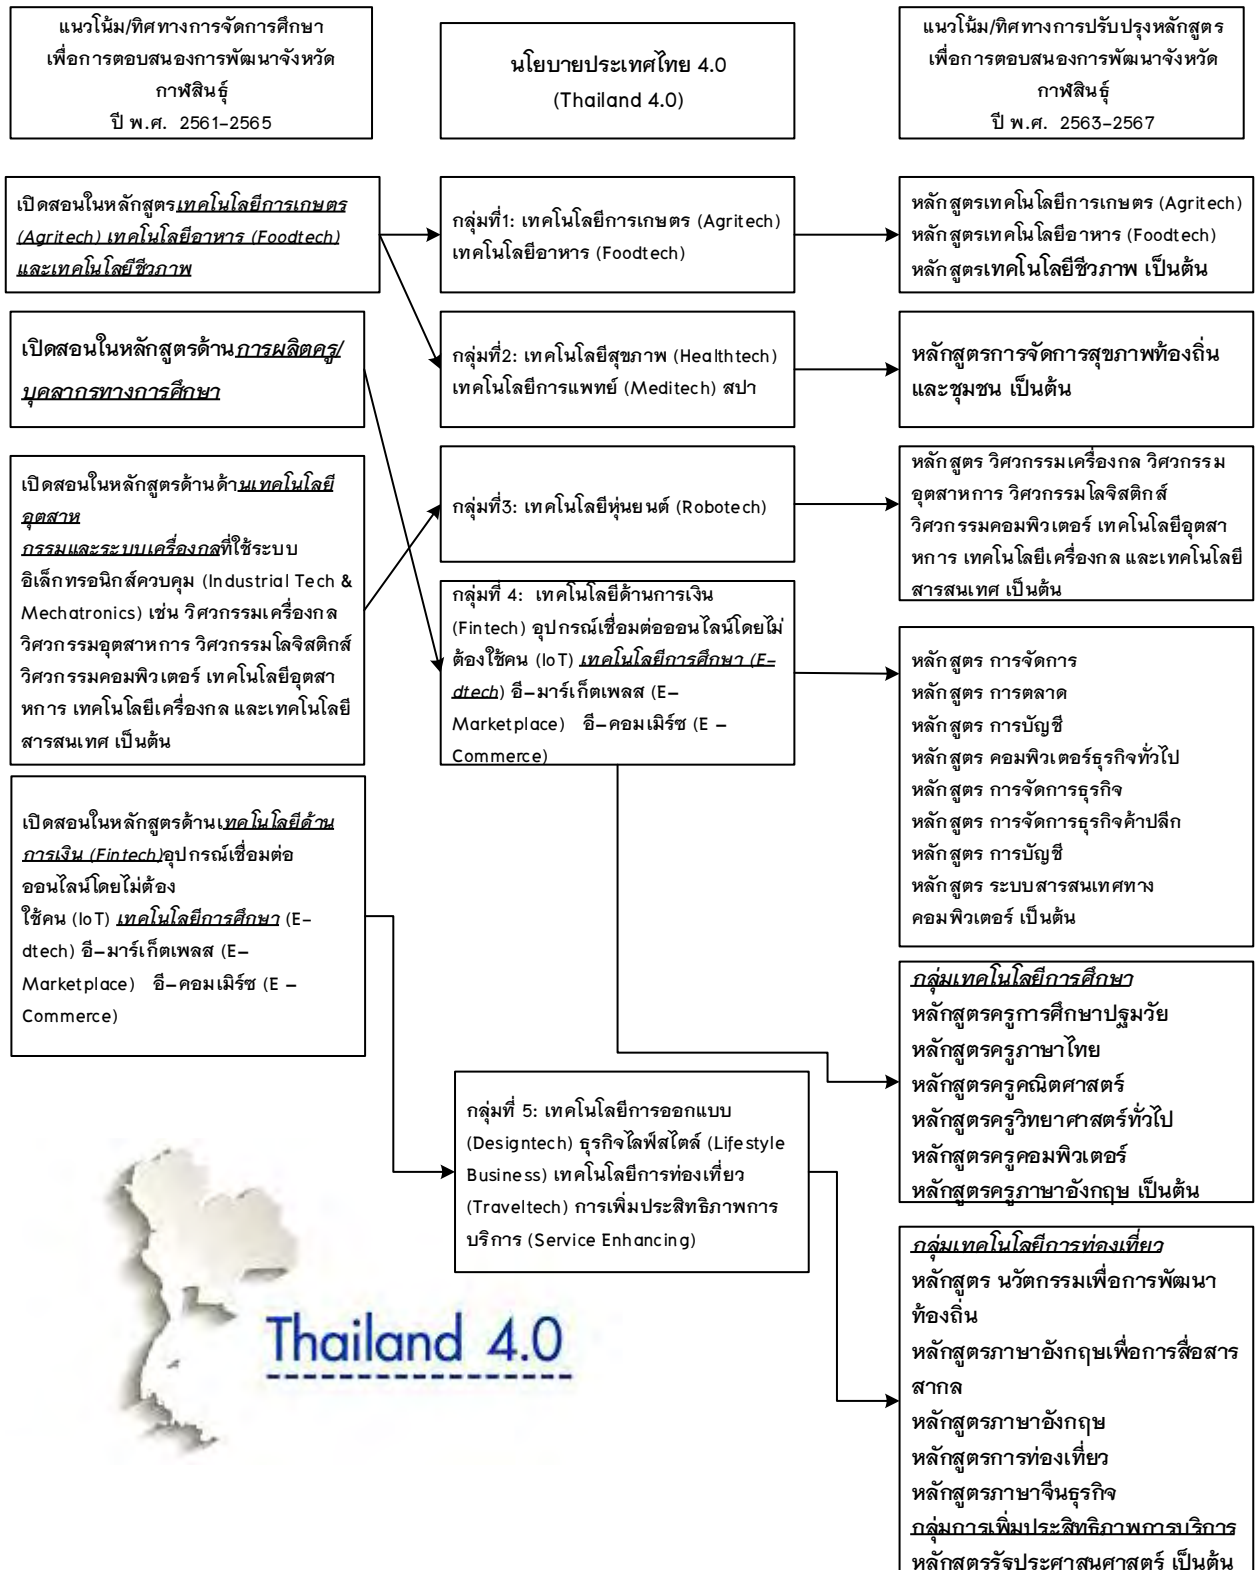 แนวโน้ม/ทิศทางการจัดการศึกษา
เพื่อการตอบสนองการพัฒนาจังหวัด
กาฬสินธุ์
ปี พ.ศ. 2561-2565
นโยบายประเทศไทย 4.0
(Thailand 4.0)
แนวโน้ม/ทิศทางการปรับปรุงหลักสูตร
เพื่อการตอบสนองการพัฒนาจังหวัด
กาฬสินธุ์
ปี พ.ศ. 2563-2567
เปิดสอนในหลักสูตรเทคโนโลยีการเกษตร
(Agritech) เทคโนโลยีอาหาร (Foodtech)
และเทคโนโลยีชีวภาพ
กลุ่มที่1: เทคโนโลยีการเกษตร (Agritech)
เทคโนโลยีอาหาร (Foodtech)
หลักสูตรเทคโนโลยีการเกษตร (Agritech)
หลักสูตรเทคโนโลยีอาหาร (Foodtech)
หลักสูตรเทคโนโลยีชีวภาพ เป็นต้น
เปิดสอนในหลักสูตรด้านการผลิตครู/
บุคลากรทางการศึกษา
กลุ่มที่2: เทคโนโลยีสุขภาพ (Healthtech)
เทคโนโลยีการแพทย์ (Meditech) สปา
หลักสูตรการจัดการสุขภาพท้องถิ่น
และชุมชน เป็นต้น
เปิดสอนในหลักสูตรด้านด้านเทคโนโลยี
อุตสาห
กรรมและระบบเครื่องกลที่ใช้ระบบ
อิเล็กทรอนิกส์ควบคุม (Industrial Tech &
Mechatronics) เช่น วิศวกรรมเครื่องกล
วิศวกรรมอุตสาหการ วิศวกรรมโลจิสติกส์
วิศวกรรมคอมพิวเตอร์ เทคโนโลยีอุตสา
หการ เทคโนโลยีเครื่องกล และเทคโนโลยี
สารสนเทศ เป็นต้น
กลุ่มที่3: เทคโนโลยีหุ่นยนต์ (Robotech)
หลักสูตร วิศวกรรมเครื่องกล วิศวกรรม
อุตสาหการ วิศวกรรมโลจิสติกส์
วิศวกรรมคอมพิวเตอร์ เทคโนโลยีอุตสา
หการ เทคโนโลยีเครื่องกล และเทคโนโลยี
สารสนเทศ เป็นต้น
กลุ่มที่ 4: เทคโนโลยีด้านการเงิน
(Fintech) อุปกรณ์เชื่อมต่อออนไลน์โดยไม่
ต้องใช้คน (IoT) เทคโนโลยีการศึกษา (E-
dtech) อี-มาร์เก็ตเพลส (E-
Marketplace) อี-คอมเมิร์ซ (E -
Commerce)
หลักสูตร การจัดการ
หลักสูตร การตลาด
หลักสูตร การบัญชี
หลักสูตร คอมพิวเตอร์ธุรกิจทั่วไป
หลักสูตร การจัดการธุรกิจ
หลักสูตร การจัดการธุรกิจค้าปลีก
หลักสูตร การบัญชี
หลักสูตร ระบบสารสนเทศทาง
คอมพิวเตอร์ เป็นต้น
เปิดสอนในหลักสูตรด้านเทคโนโลยีด้าน
การเงิน (Fintech)อุปกรณ์เชื่อมต่อ
ออนไลน์โดยไม่ต้อง
ใช้คน (IoT) เทคโนโลยีการศึกษา (E-
dtech) อี-มาร์เก็ตเพลส (E-
Marketplace) อี-คอมเมิร์ซ (E -
Commerce)
กลุ่มเทคโนโลยีการศึกษา
หลักสูตรครูการศึกษาปฐมวัย
หลักสูตรครูภาษาไทย
หลักสูตรครูคณิตศาสตร์
หลักสูตรครูวิทยาศาสตร์ทั่วไป
หลักสูตรครูคอมพิวเตอร์
หลักสูตรครูภาษาอังกฤษ เป็นต้น
กลุ่มที่ 5: เทคโนโลยีการออกแบบ
(Designtech) ธุรกิจไลฟ์สไตล์ (Lifestyle
Business) เทคโนโลยีการท่องเที่ยว
(Traveltech) การเพิ่มประสิทธิภาพการ
บริการ (Service Enhancing)
กลุ่มเทคโนโลยีการท่องเที่ยว
หลักสูตร นวัตกรรมเพื่อการพัฒนา
ท้องถิ่น
หลักสูตรภาษาอังกฤษเพื่อการสื่อสาร
สากล
หลักสูตรภาษาอังกฤษ
หลักสูตรการท่องเที่ยว
หลักสูตรภาษาจีนธุรกิจ
กลุ่มการเพิ่มประสิทธิภาพการบริการ
หลักสูตรรัฐประศาสนศาสตร์ เป็นต้น
Thailand 4.0